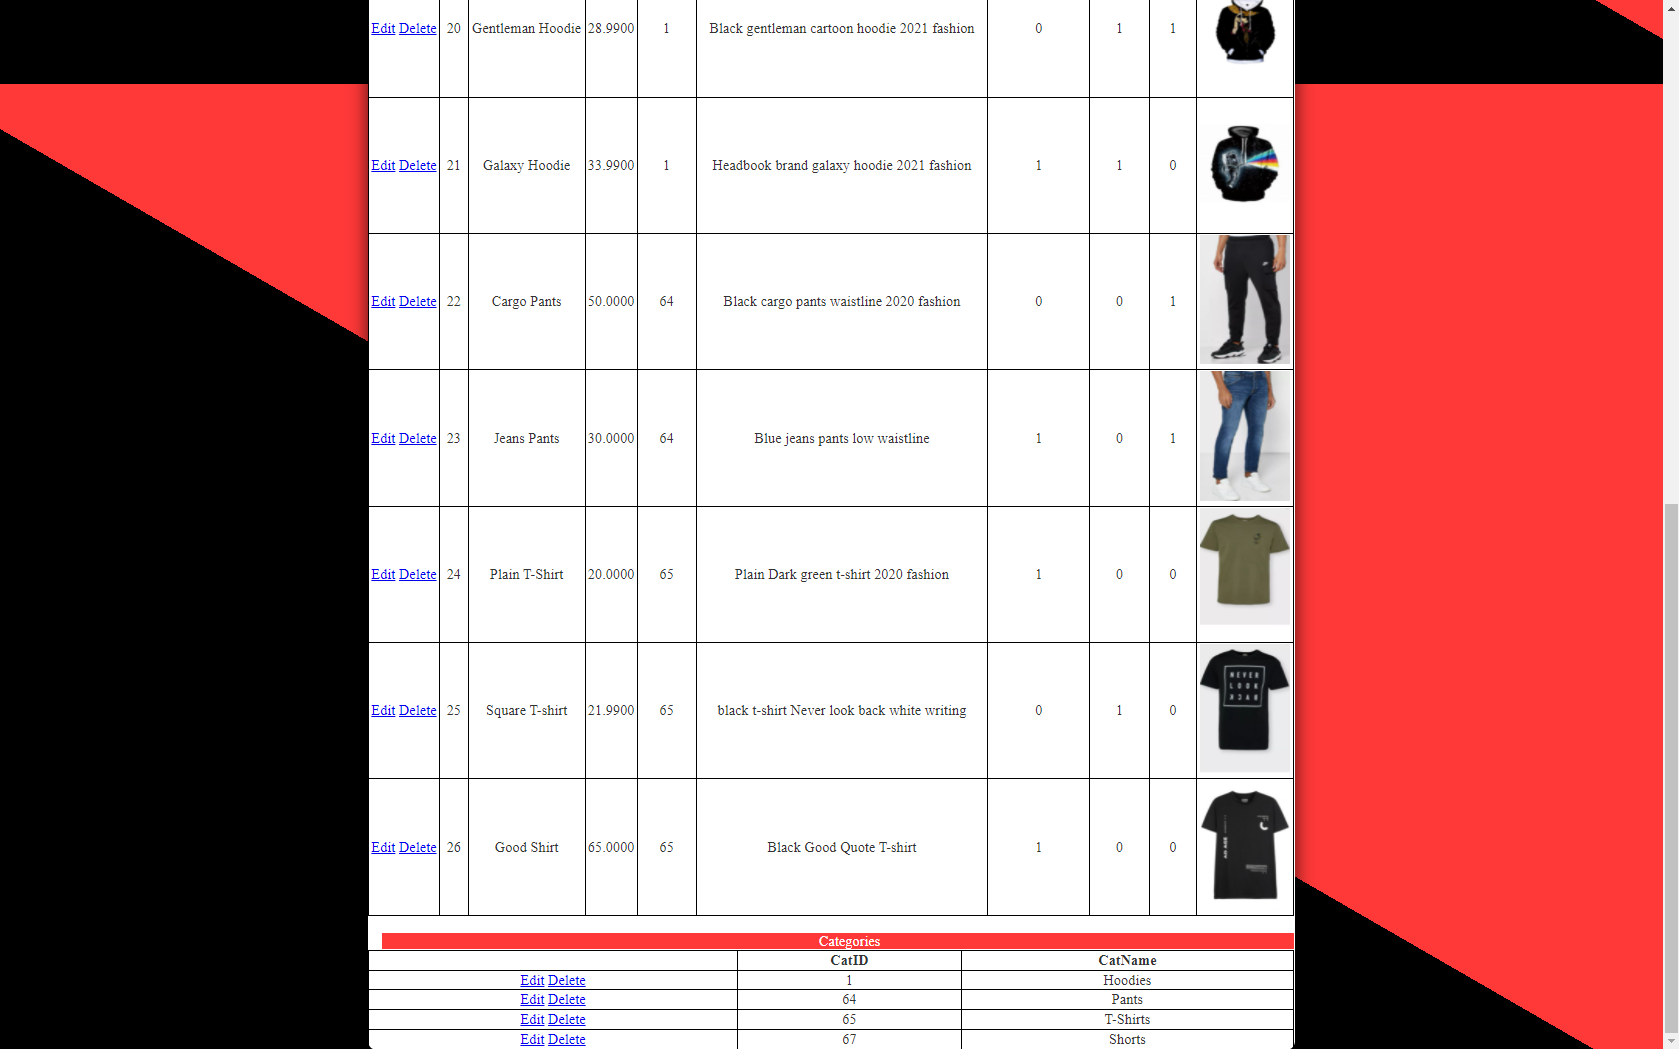 Edit Delete 20 Gentleman Hoodie 28.9900 1 Black gentleman cartoon hoodie 2021 fashion 0 1 1
Edit Delete 21 Galaxy Hoodie 33.9900 1 Headbook brand galaxy hoodie 2021 fashion 1 1 0
Edit Delete 22 Cargo Pants 50.0000 64 Black cargo pants waistline 2020 fashion 0 0 1
Edit Delete 23 Jeans Pants 30.0000 64 Blue jeans pants low waistline 1 0 1
Edit Delete 24 Plain T-Shirt 20.0000 65 Plain Dark green t-shirt 2020 fashion 1 0 0
NEVER
LOOK
BACK
Edit Delete 25 Square T-shirt 21.9900 65 black t-shirt Never look back white writing 0 1 0
Edit Delete 26 Good Shirt 65.0000 65 Black Good Quote T-shirt 1 0 0
Categories
CatID CatName
Edit Delete 1 Hoodies
Edit Delete 64 Pants
Edit Delete 65 T-Shirts
Edit Delete 67 Shorts